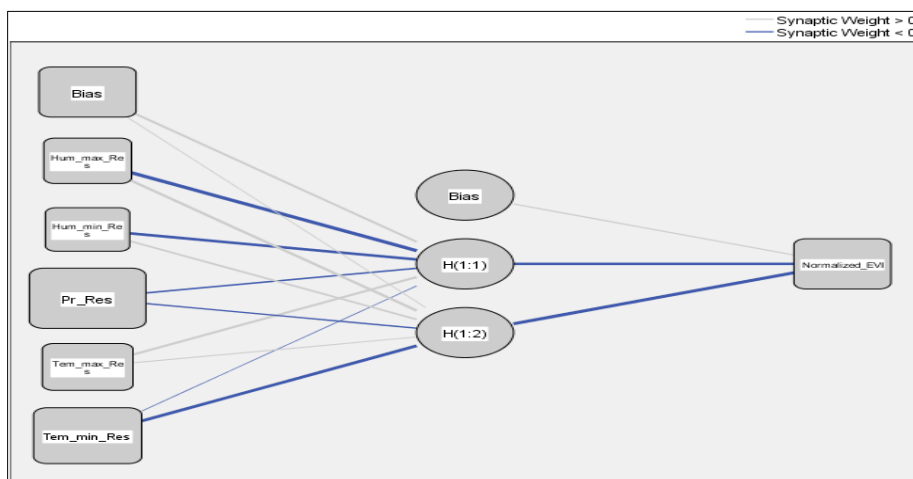 Synaptic Weight > 0
Synaptic Weight < 0
Bias
Hum_max_Re
s
Hum_min_Re
s
Pr_Res
Tem_max_Re
s
Tem_min_Res
Bias
H(1:1)
H(1:2)
Normalized_EVI